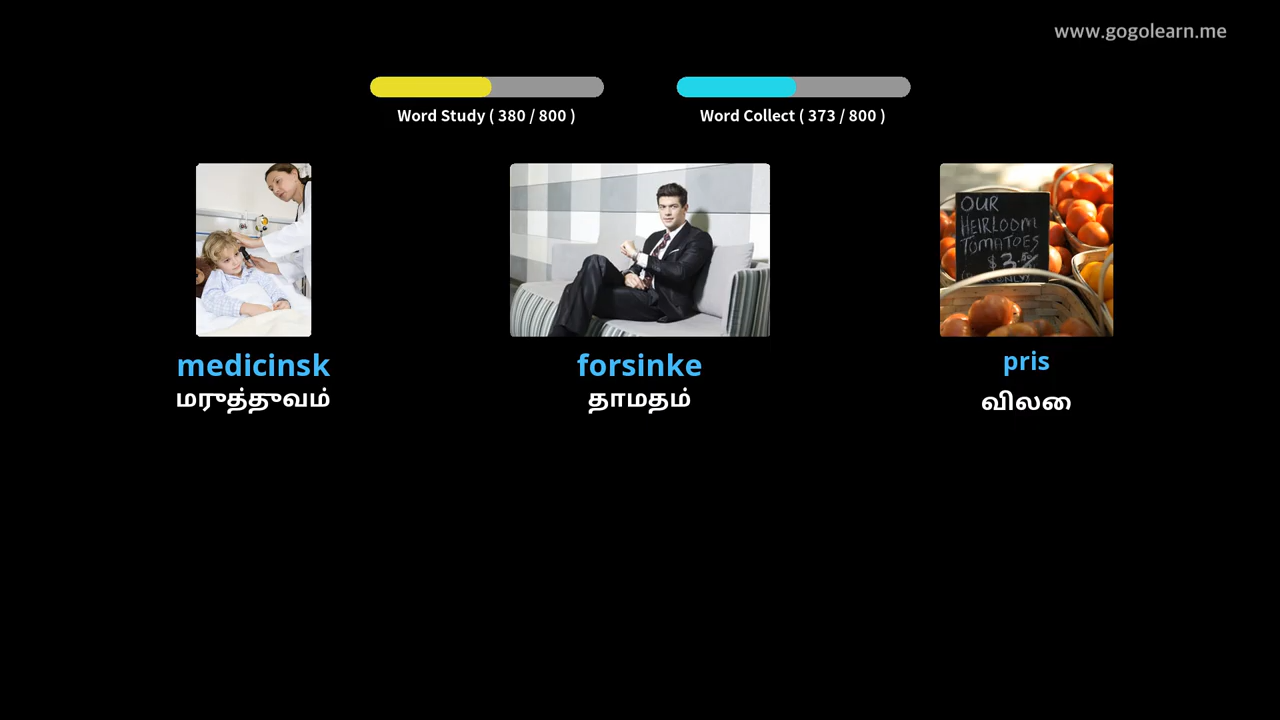 www.gogolearn.me
Word Study ( 380 / 800 )
Word Collect ( 373 / 800 )
OUR
HEIRLOOM
TOMATOES
medicinsk
forsinke
pris
மருத்துவம்
தாமதம்
விலை